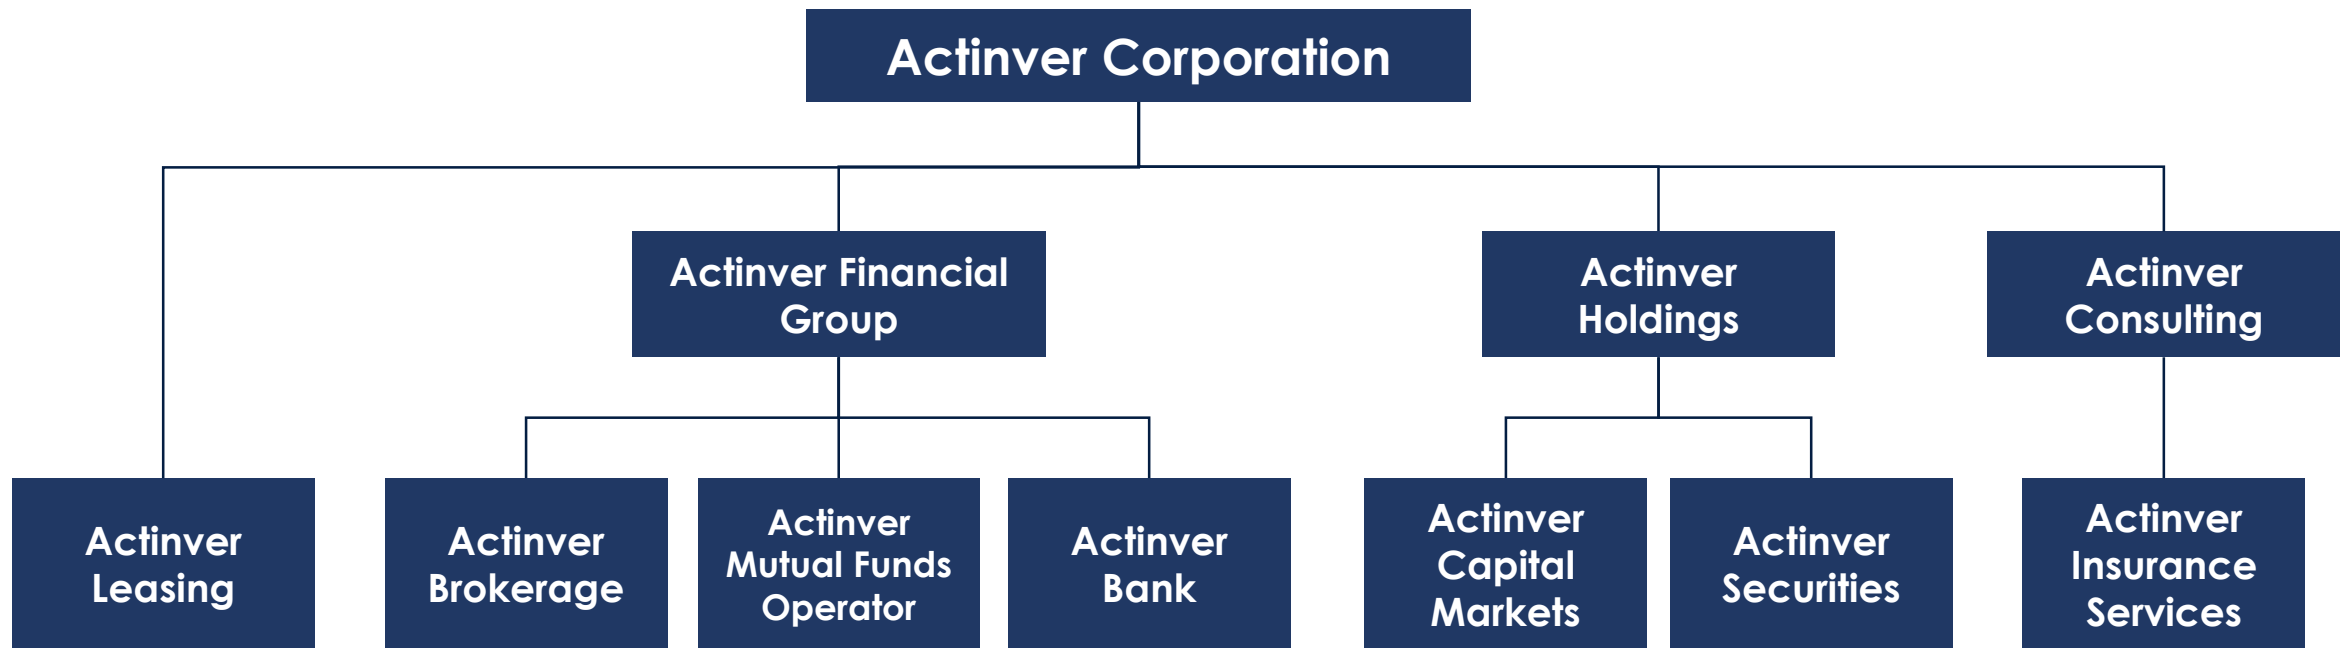 Actinver Corporation
Actinver Financial
Group
Actinver
Holdings
Actinver
Consulting
Actinver
Leasing
Actinver
Brokerage
Actinver
Mutual Funds
Operator
Actinver
Bank
Actinver
Capital
Markets
Actinver
Securities
Actinver
Insurance
Services